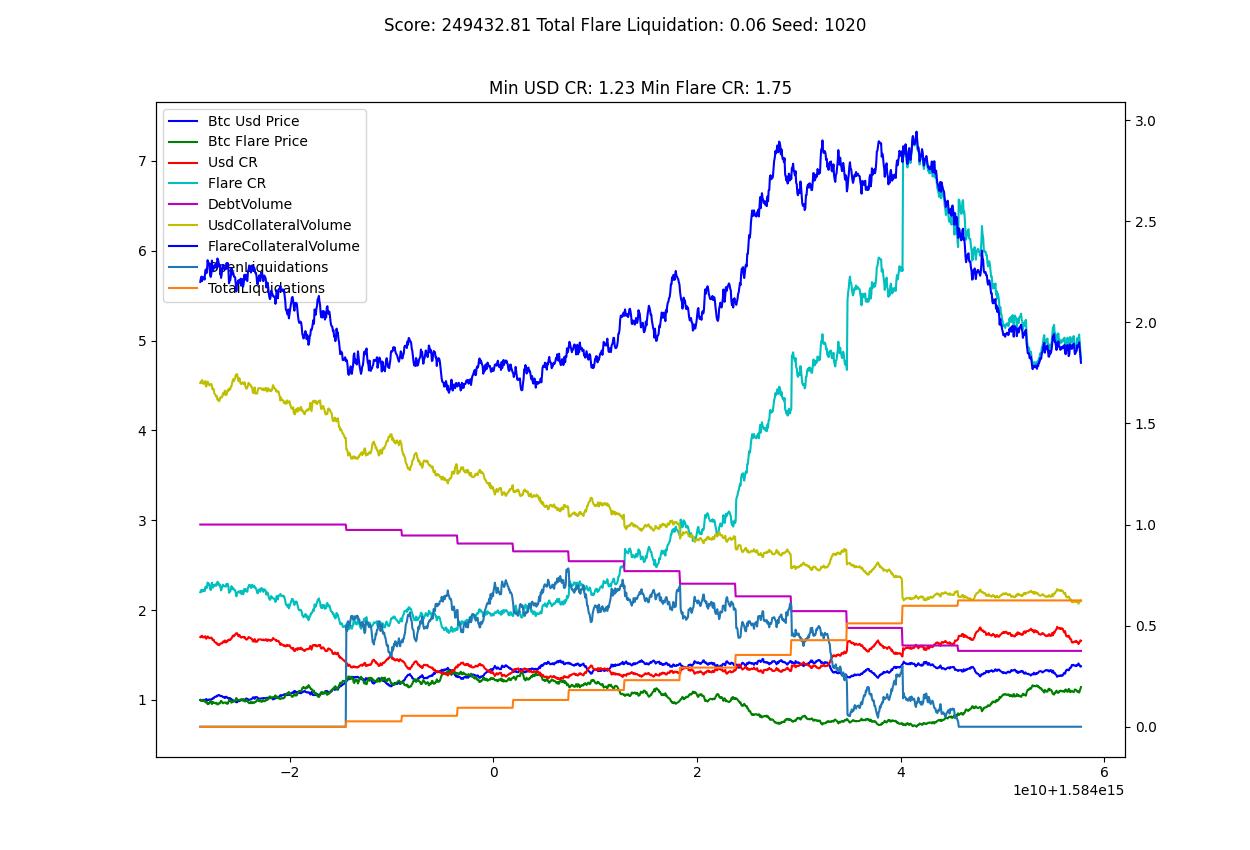 Score: 249432.81 Total Flare Liquidation: 0.06 Seed: 1020
Min USD CR: 1.23 Min Flare CR: 1.75
Btc Usd Price
Btc Flare Price
Usd CR
Flare CR
DebtVolume
UsdCollateralVolume
FlareCollateralVolume
OpenLiquidations
TotalLiquidations
7
6
5
4
3
2
1
3.0
2.5
2.0
1.5
1.0
0.5
0.0
−2
0
2
4
6
1e10+1.584e15